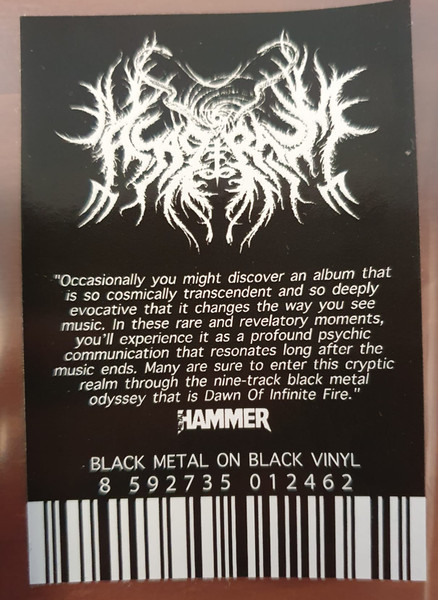 ASAGRAUM
"Occasionally you might discover an album that
is so cosmically transcendent and so deeply
evocative that it changes the way you see
music. In these rare and revelatory moments,
you'll experience it as a profound psychic
communication that resonates long after the
music ends. Many are sure to enter this cryptic
realm through the nine-track black metal
odyssey that is Dawn Of Infinite Fire."
HAMMER
BLACK METAL ON BLACK VINYL
8 592735 012462